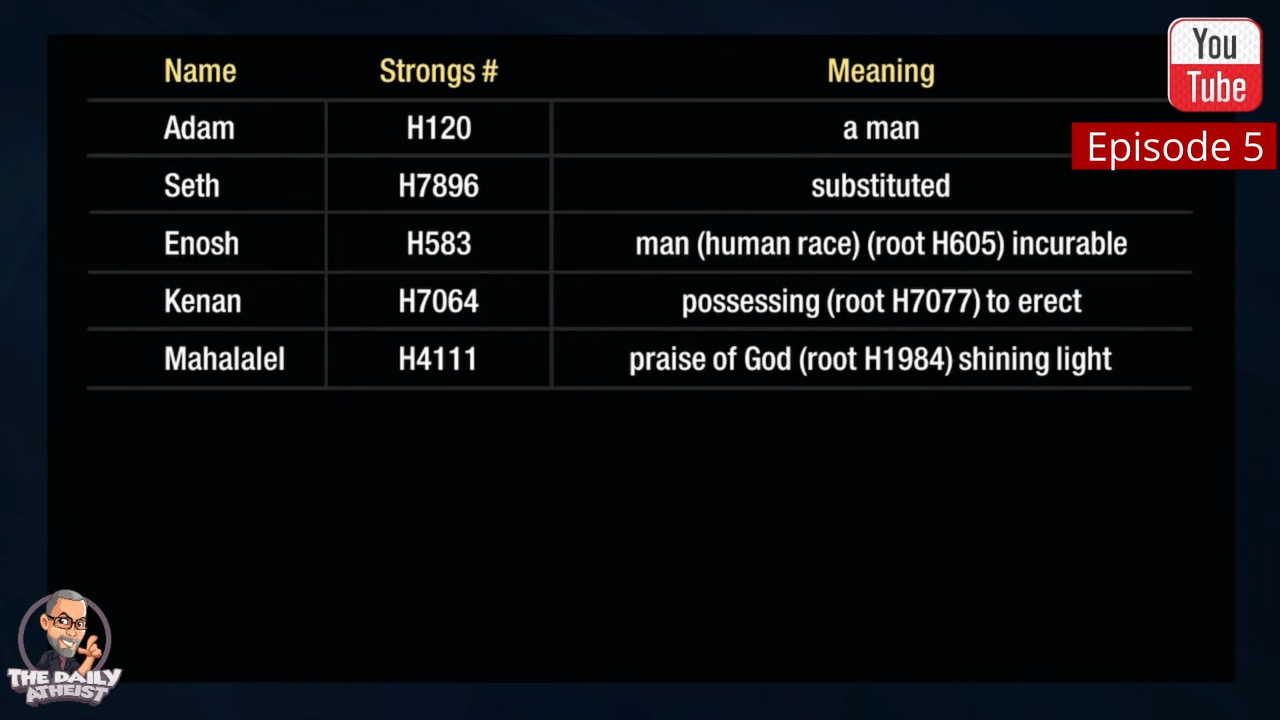 Name Strongs # Meaning
You
Tube
Adam H120 a man
Episode 5
Seth H7896 substituted
Enosh H583 man (human race) (root H605) incurable
Kenan H7064 possessing (root H7077) to erect
Mahalalel H4111 praise of God (root H1984) shining light
THE DAILY
ATHEIST